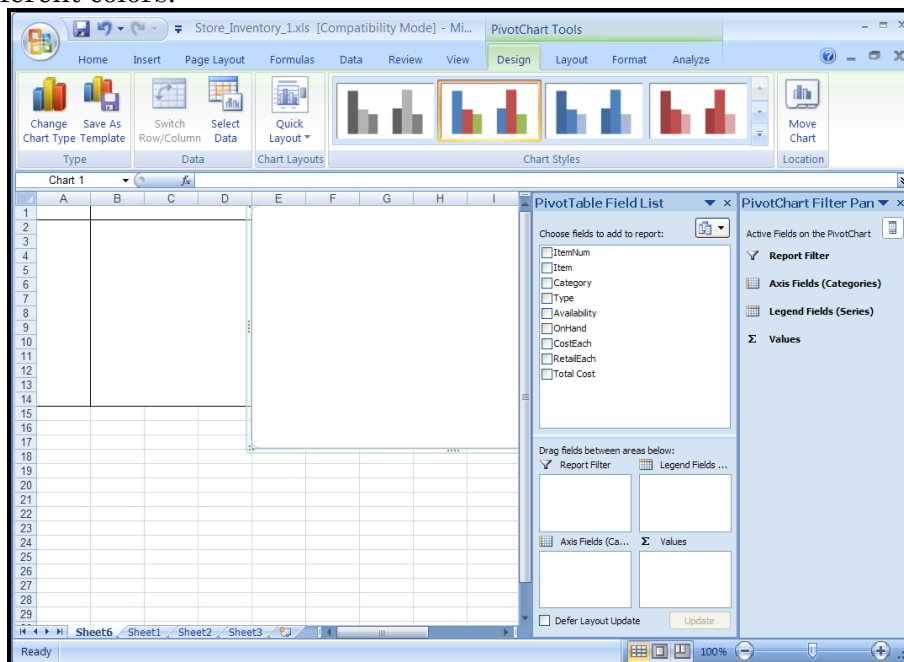 different colors.
Store_Inventory_1.xls [Compatibility Mode] - Mi... PivotChart Tools
Home Insert Page Layout Formulas Data Review View Design Layout Format Analyze
Change Chart Type Save As Template Switch Row/Column Select Data Quick Layout Move Chart
Type Data Chart Layouts Chart Styles Location
Chart 1 fx
A B C D E F G H I
PivotTable Field List
PivotChart Filter Pan
Choose fields to add to report:
Active Fields on the PivotChart
ItemNum
Item
Category
Type
Availability
OnHand
CostEach
RetailEach
Total Cost
Report Filter
Axis Fields (Categories)
Legend Fields (Series)
Σ Values
Drag fields between areas below:
Report Filter Legend Fields ...
Axis Fields (Ca... Σ Values
Defer Layout Update Update
1
2
3
4
5
6
7
8
9
10
11
12
13
14
15
16
17
18
19
20
21
22
23
24
25
26
27
28
29
Sheet6 Sheet1 Sheet2 Sheet3
Ready 100%